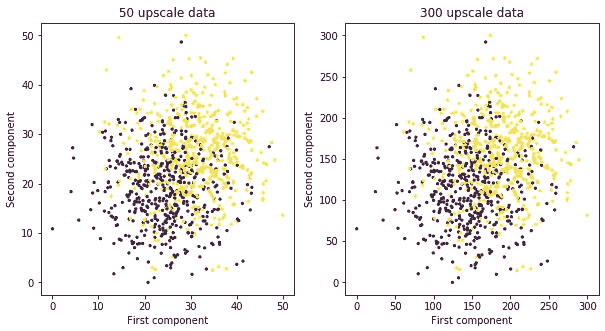 50 upscale data
50
40
30
20
10
0
Second component
0 10 20 30 40 50
First component
300 upscale data
300
250
200
150
100
50
0
Second component
0 50 100 150 200 250 300
First component